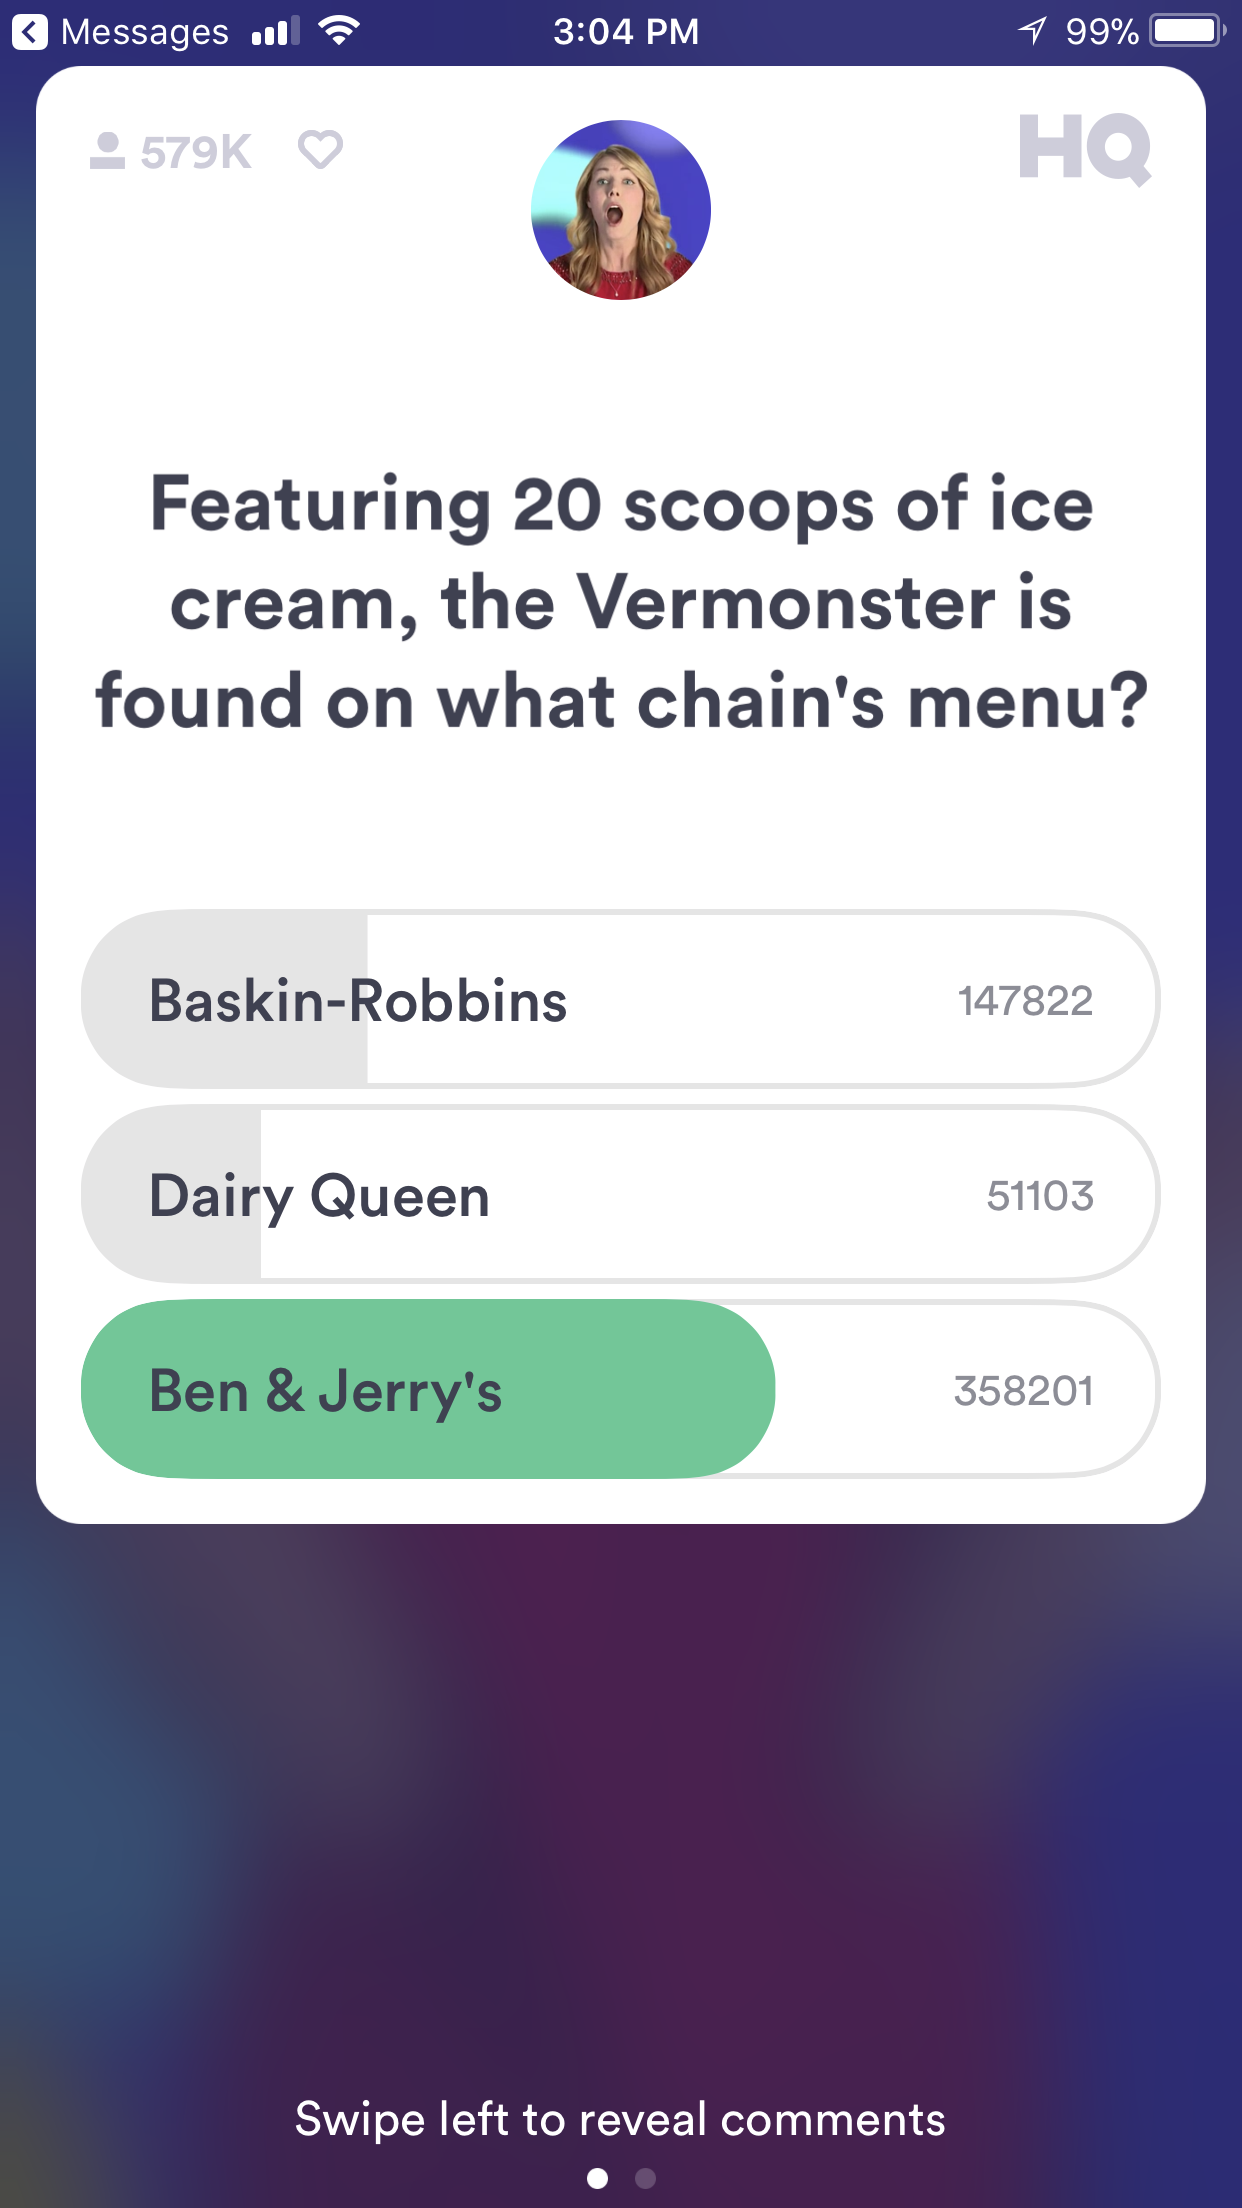 Messages 3:04 PM 99%
579K HQ
Featuring 20 scoops of ice
cream, the Vermonster is
found on what chain's menu?
Baskin-Robbins 147822
Dairy Queen 51103
Ben & Jerry's 358201
Swipe left to reveal comments